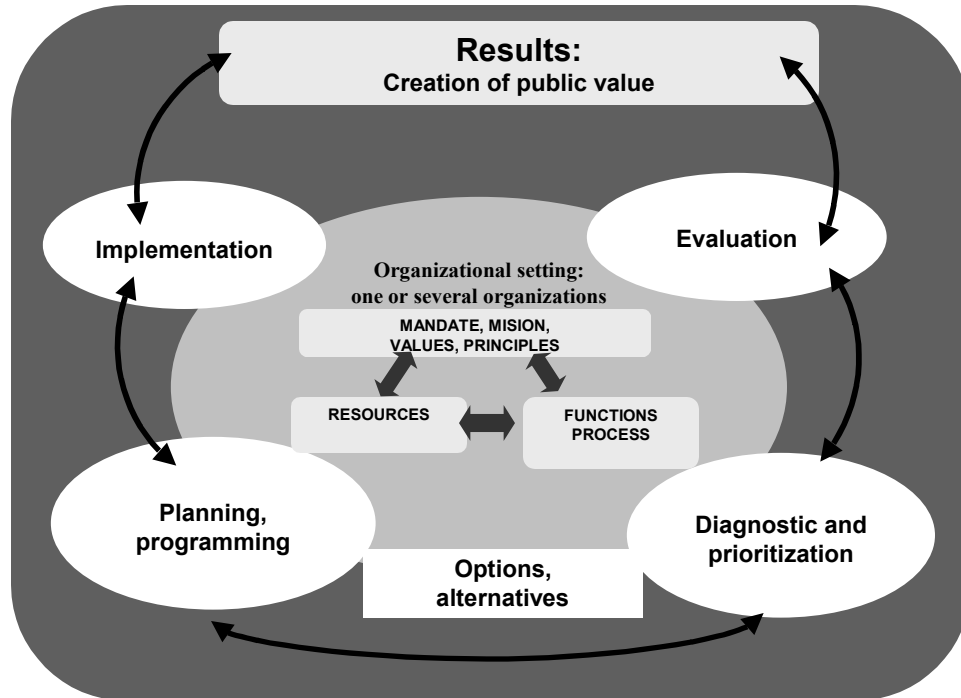 Results:
Creation of public value
Implementation
Evaluation
Organizational setting:
one or several organizations
MANDATE, MISION,
VALUES, PRINCIPLES
RESOURCES
FUNCTIONS
PROCESS
Planning,
programming
Diagnostic and
prioritization
Options,
alternatives